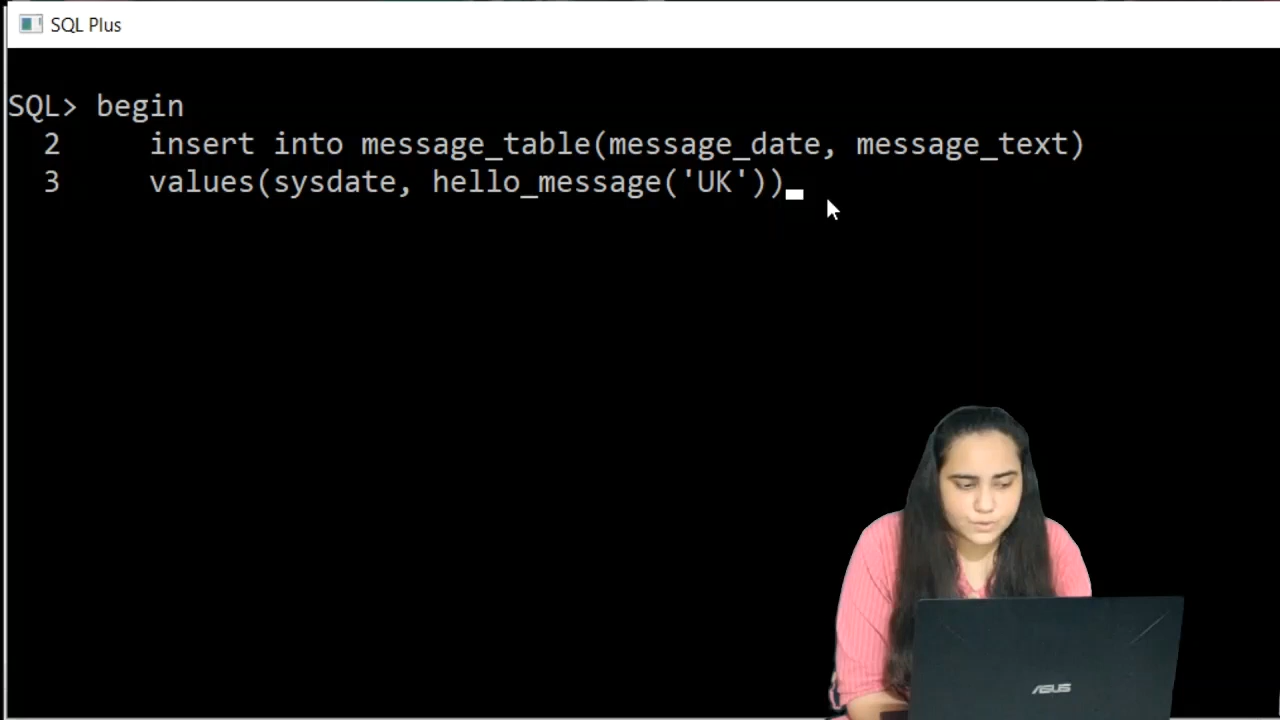 SQL Plus
SQL> begin
2 insert into message_table(message_date, message_text)
3 values(sysdate, hello_message('UK'))
ASUS